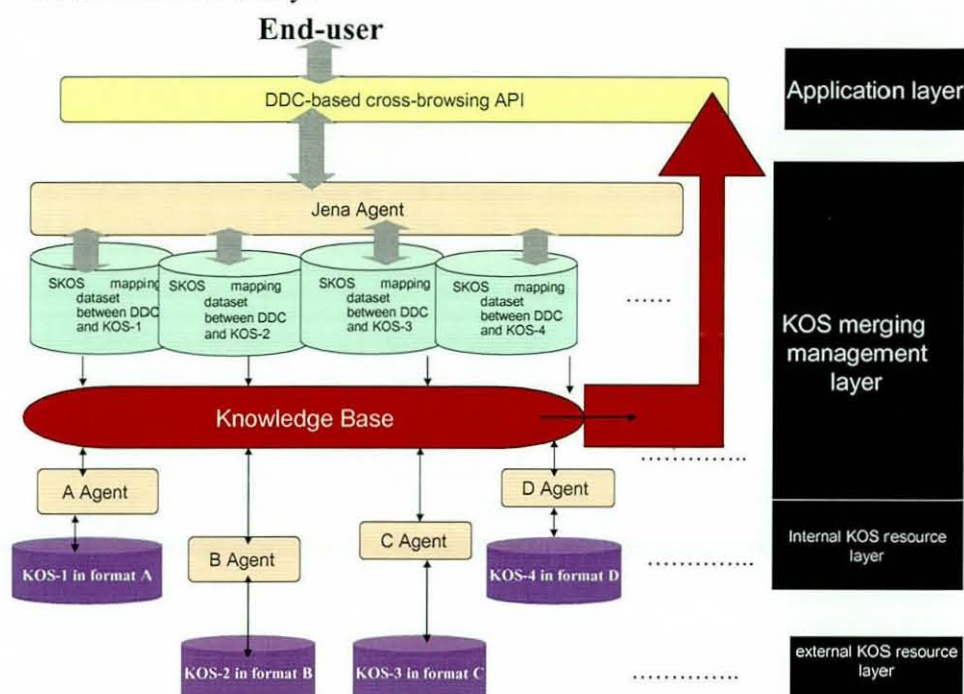 End-user
DDC-based cross-browsing API
Application layer
Jena Agent
SKOS mapping
dataset
between DDC
and KOS-1
SKOS mapping
dataset
between DDC
and KOS-2
SKOS mapping
dataset
between DDC
and KOS-3
SKOS mapping
dataset
between DDC
and KOS-4
......
KOS merging
management
layer
Knowledge Base
A Agent
B Agent
C Agent
D Agent
..............
Internal KOS resource
layer
KOS-1 in format A
KOS-4 in format D
..............
KOS-2 in format B
KOS-3 in format C
..............
external KOS resource
layer